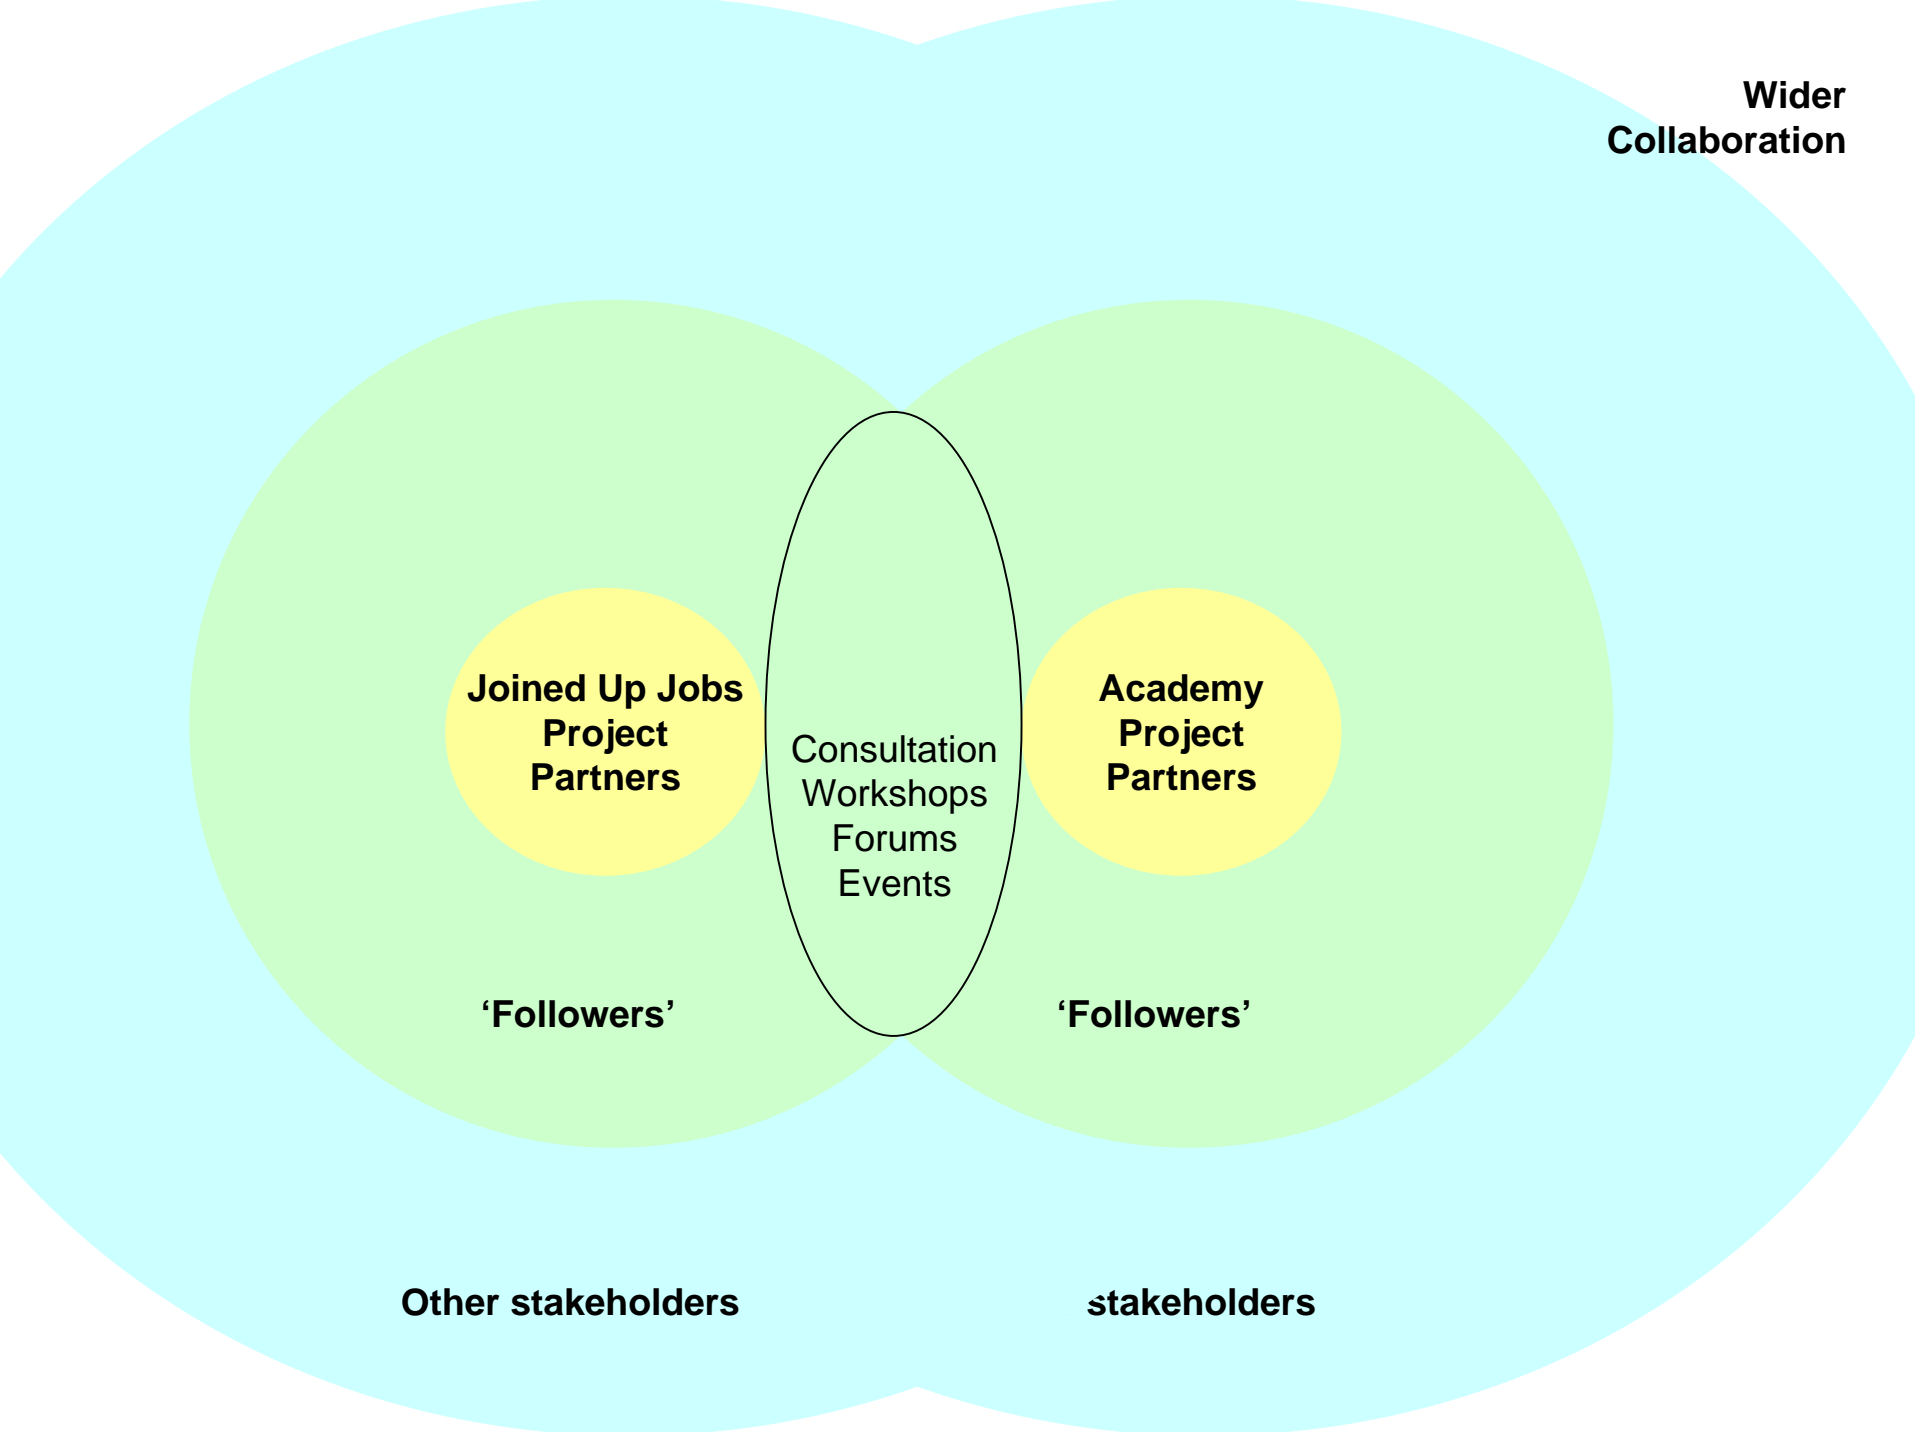 Wider
Collaboration
Joined Up Jobs
Project
Partners
Academy
Project
Partners
Consultation
Workshops
Forums
Events
‘Followers’
‘Followers’
Other stakeholders
stakeholders